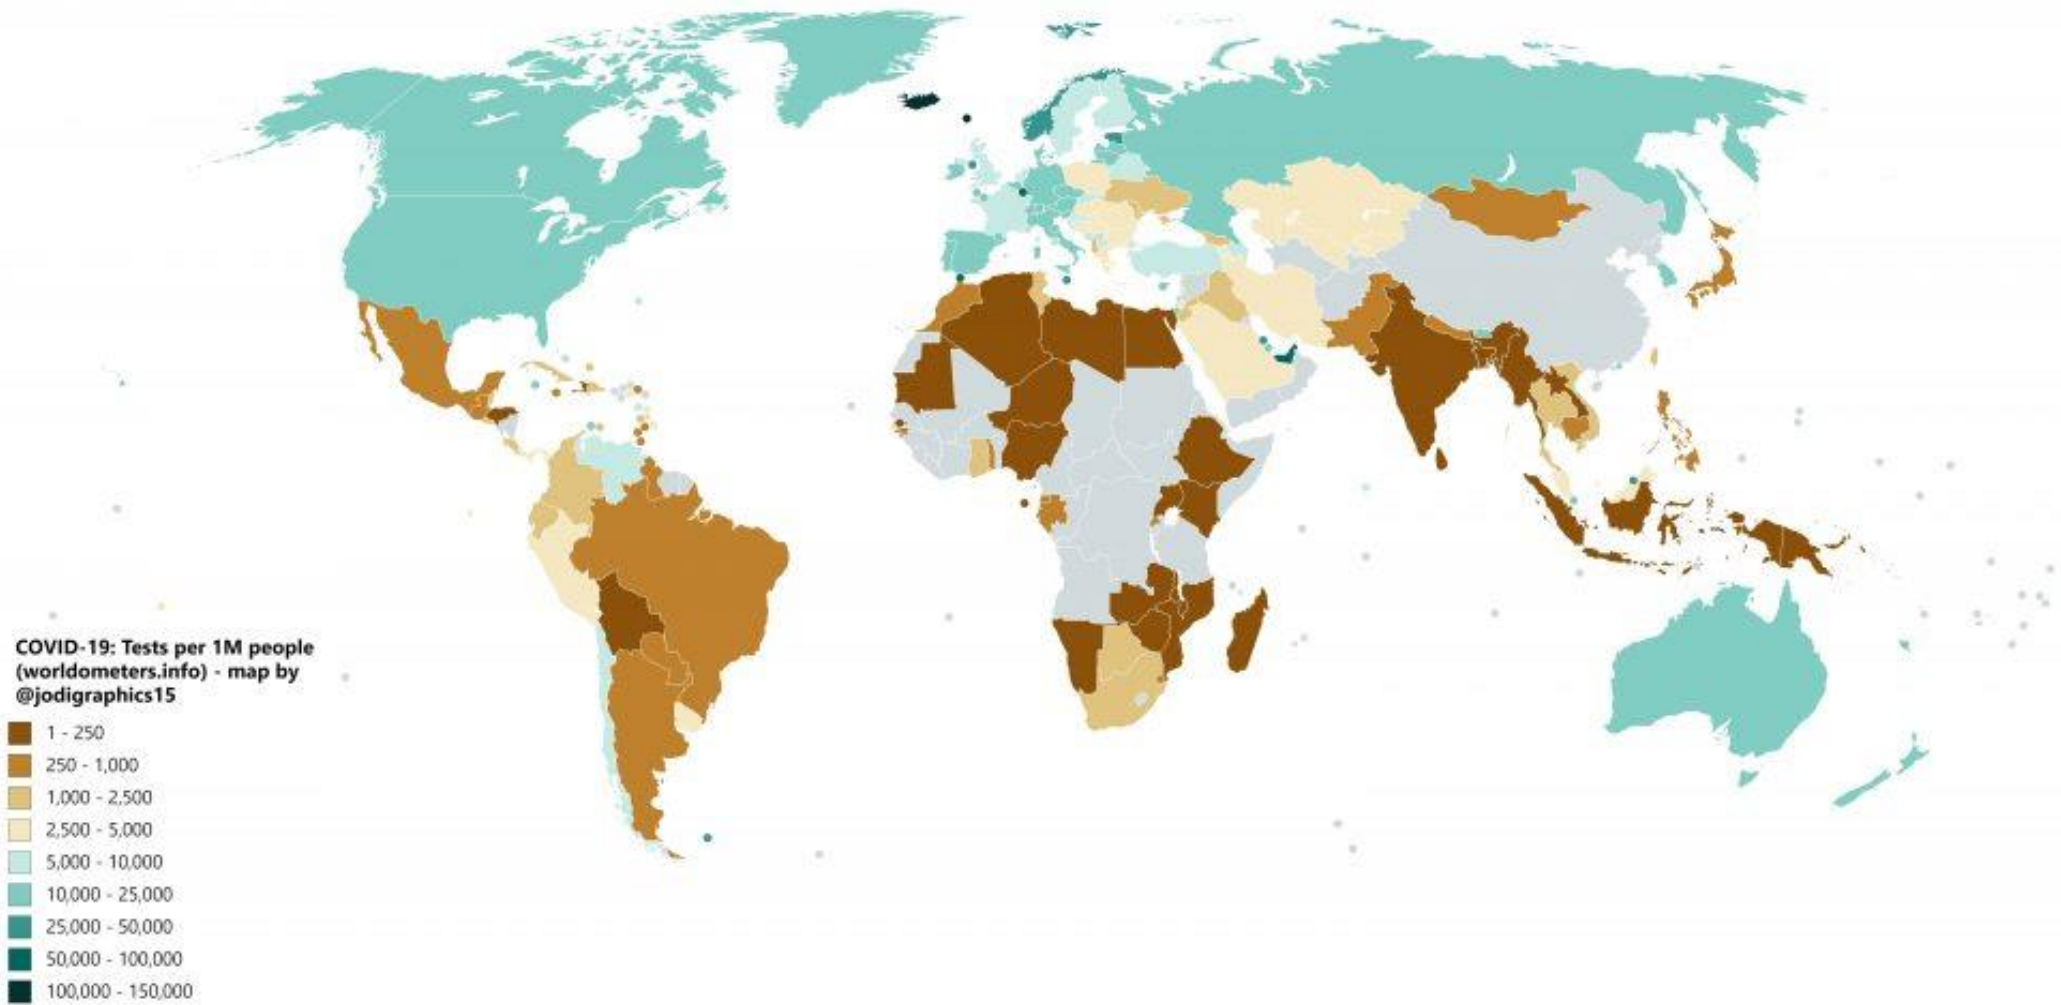 COVID-19: Tests per 1M people
(worldometers.info) - map by
@jodigraphics15
1 - 250
250 - 1,000
1,000 - 2,500
2,500 - 5,000
5,000 - 10,000
10,000 - 25,000
25,000 - 50,000
50,000 - 100,000
100,000 - 150,000